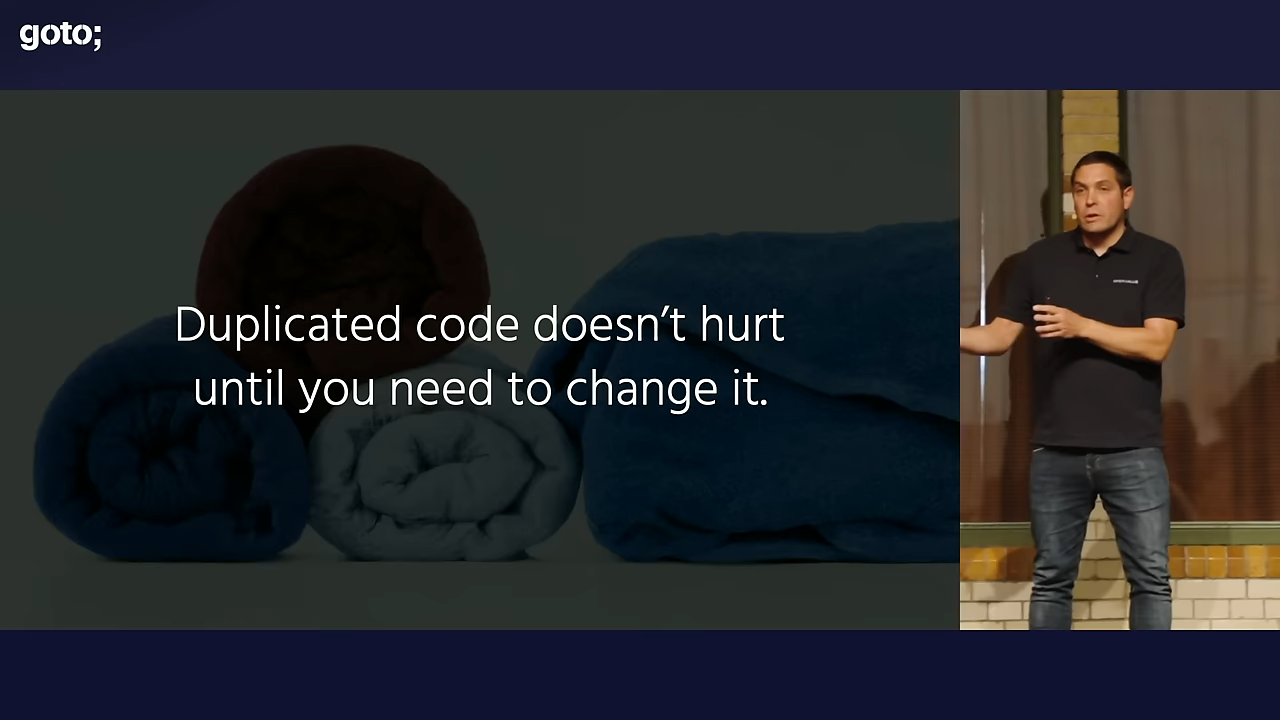 goto;
Duplicated code doesn’t hurt
until you need to change it.